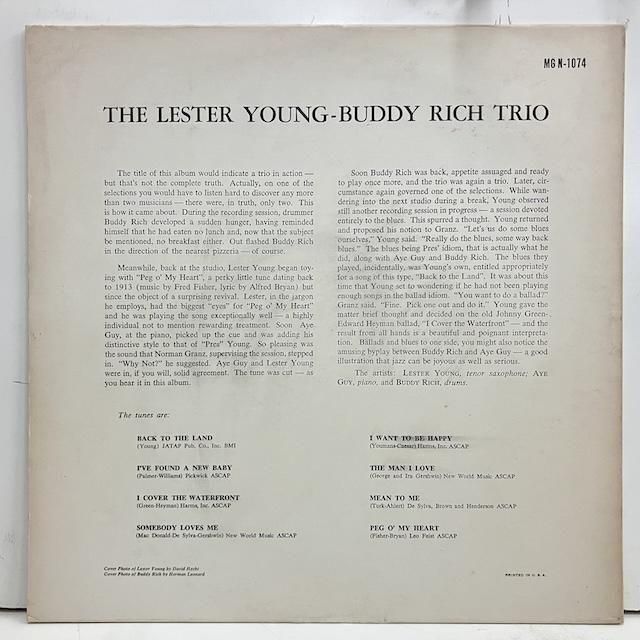 MG N-1074
THE LESTER YOUNG-BUDDY RICH TRIO
The title of this album would indicate a trio in action —
but that's not the complete truth. Actually, on one of the
selections you would have to listen hard to discover any more
than two musicians — there were, in truth, only two. This
is how it came about. During the recording session, drummer
Buddy Rich developed a sudden hunger, having reminded
himself that he had eaten no lunch and, now that the subject
be mentioned, no breakfast either. Out flashed Buddy Rich
in the direction of the nearest pizzeria — of course.
Meanwhile, back at the studio, Lester Young began toy-
ing with "Peg o' My Heart", a perky little tune dating back
to 1913 (music by Fred Fisher, lyric by Alfred Bryan) but
since the object of a surprising revival. Lester, in the jargon
he employs, had the biggest "eyes" for "Peg o' My Heart"
and he was playing the song exceptionally well — a highly
individual not to mention rewarding treatment. Soon Aye
Guy, at the piano, picked up the cue and was adding his
distinctive style to that of "Pres" Young. So pleasing was
the sound that Norman Granz, supervising the session, stepped
in. "Why Not?" he suggested. Aye Guy and Lester Young
were in, if you will, solid agreement. The tune was cut — as
you hear it in this album.
Soon Buddy Rich was back, appetite assuaged and ready
to play once more, and the trio was again a trio. Later, cir-
cumstance again governed one of the selections. While wan-
dering into the next studio during a break, Young observed
still another recording session in progress — a session devoted
entirely to the blues. This spurred a thought. Young returned
and proposed his notion to Granz. "Let's us do some blues
ourselves," Young said. "Really do the blues, some way back
blues." The blues being Pres' idiom, that is actually what he
did, along with Aye Guy and Buddy Rich. The blues they
played, incidentally, was Young's own, entitled appropriately
for a song of this type, "Back to the Land". It was about this
time that Young set to wondering if he had not been playing
enough songs in the ballad idiom. "You want to do a ballad?"
Granz said. "Fine. Pick one out and do it." Young gave the
matter brief thought and decided on the old Johnny Green-
Edward Heyman ballad, "I Cover the Waterfront" — and the
result from all hands is a beautiful and poignant interpreta-
tion. Ballads and blues to one side, you might also notice the
amusing byplay between Buddy Rich and Aye Guy — a good
illustration that jazz can be joyous as well as serious.
The artists: LESTER YOUNG, tenor saxophone; AYE
GUY, piano, and BUDDY RICH, drums.
The tunes are:
BACK TO THE LAND
(Young) JATAP Pub. Co., Inc. BMI
I'VE FOUND A NEW BABY
(Palmer-Williams) Pickwick ASCAP
I COVER THE WATERFRONT
(Green-Heyman) Harms, Inc. ASCAP
SOMEBODY LOVES ME
(Mac Donald-De Sylva-Gershwin) New World Music ASCAP
I WANT TO BE HAPPY
(Youmans-Caesar) Harms, Inc. ASCAP
THE MAN I LOVE
(George and Ira Gershwin) New World Music ASCAP
MEAN TO ME
(Turk-Ahlert) De Sylva, Brown and Henderson ASCAP
PEG O' MY HEART
(Fisher-Bryan) Leo Feist ASCAP
Cover Photo of Lester Young by David Hecht
Cover Photo of Buddy Rich by Herman Leonard
PRINTED IN U.S.A.